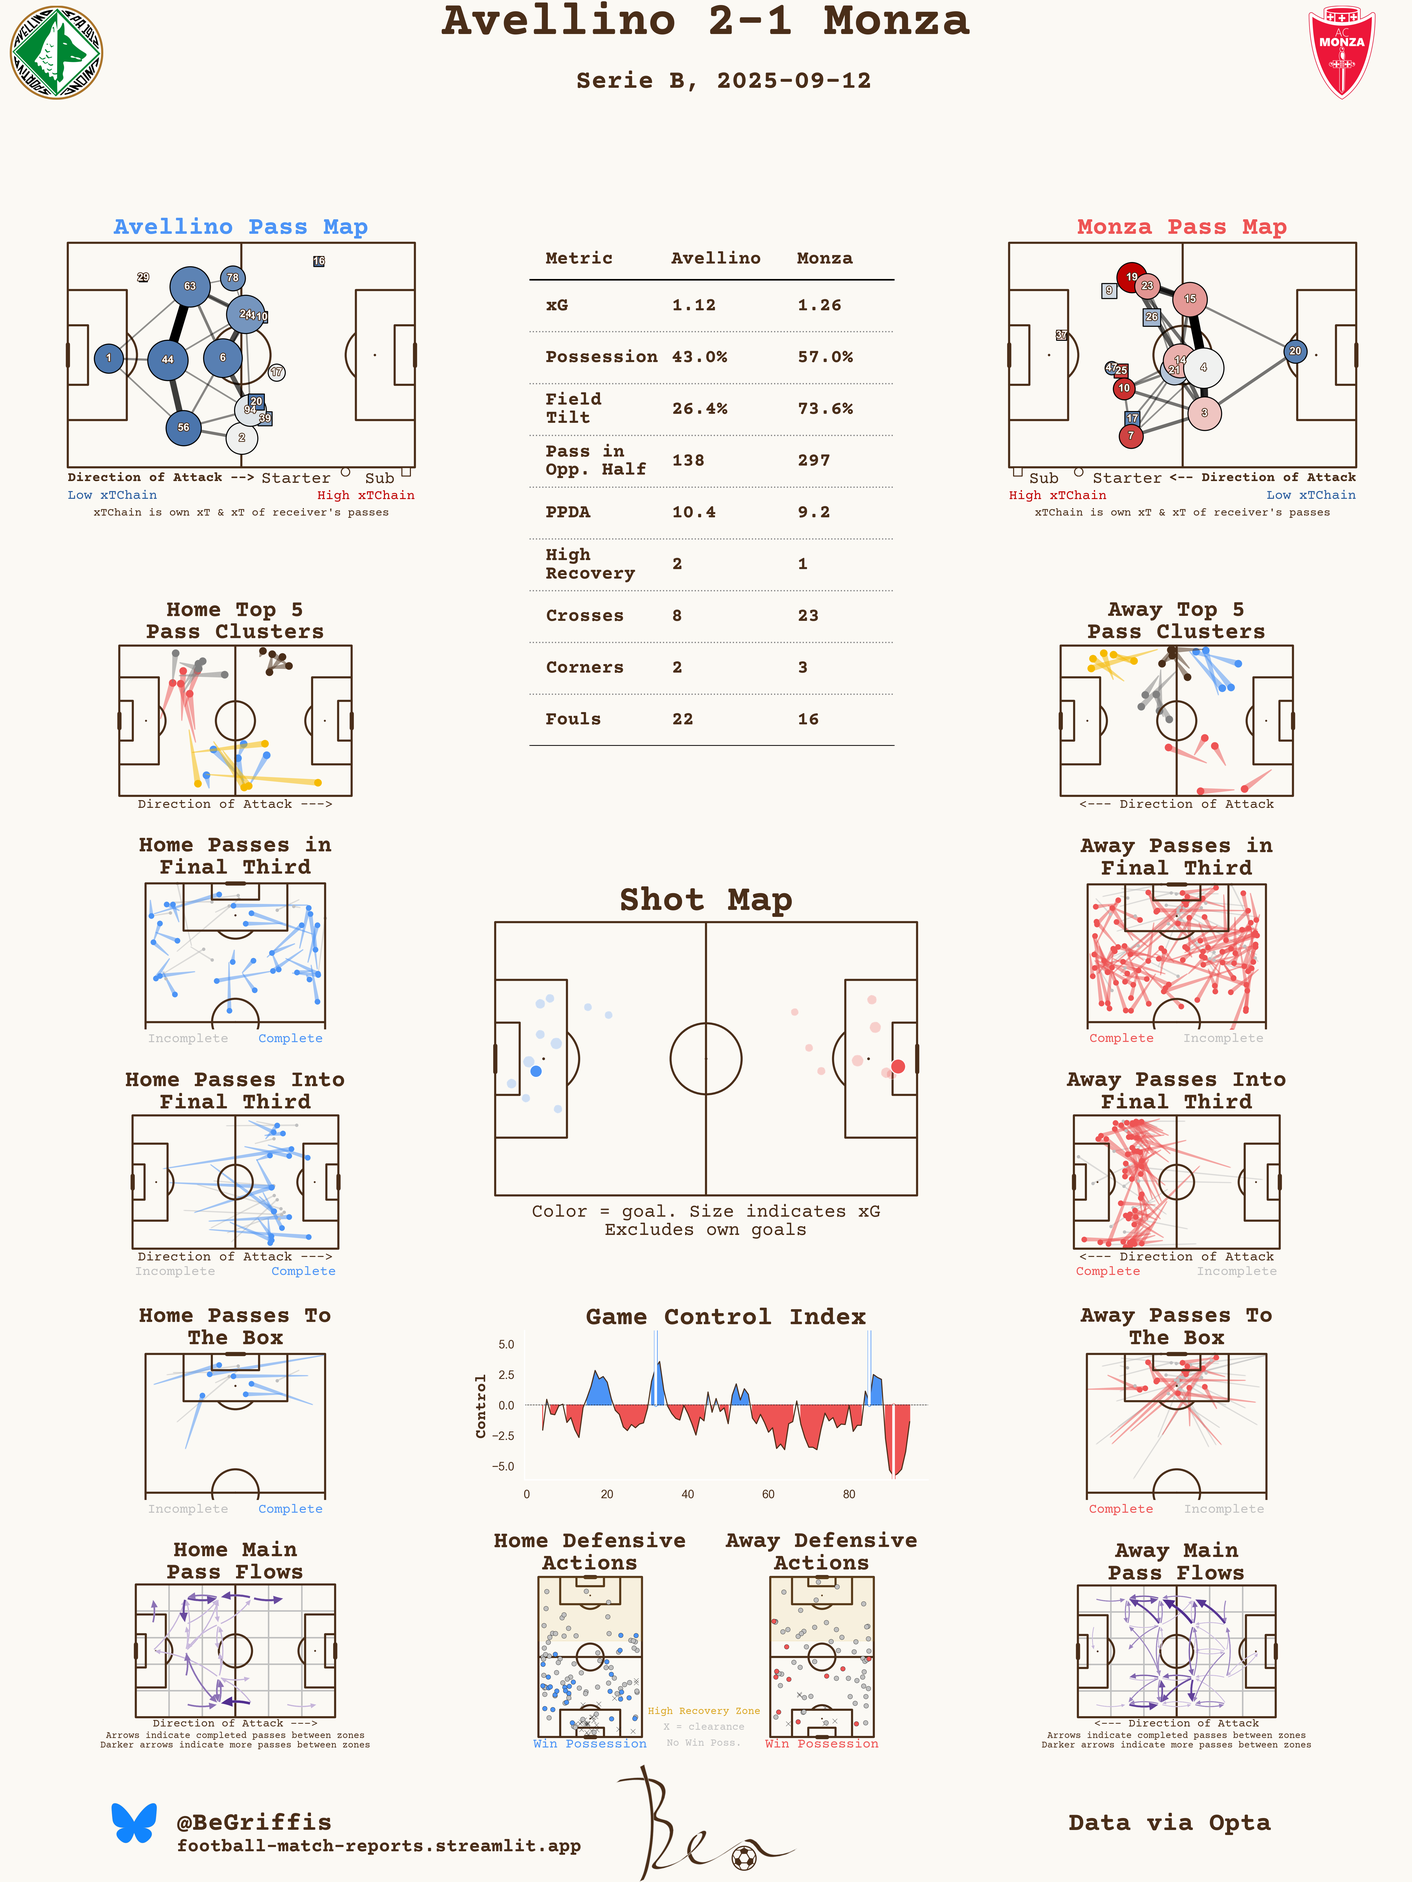 Avellino 2-1 Monza
Serie B, 2025-09-12
AC
MONZA
Avellino Pass Map
29
16
63
78
24
10
1
44
6
17
20
94
39
56
2
Direction of Attack --> Starter Sub
Low xTChain High xTChain
xTChain is own xT & xT of receiver's passes
Metric Avellino Monza
xG 1.12 1.26
Possession 43.0% 57.0%
Field
Tilt 26.4% 73.6%
Pass in
Opp. Half 138 297
PPDA 10.4 9.2
High
Recovery 2 1
Crosses 8 23
Corners 2 3
Fouls 22 16
Monza Pass Map
19
23
9
15
26
37
20
14
21
4
47
25
10
3
17
7
Sub Starter <-- Direction of Attack
High xTChain Low xTChain
xTChain is own xT & xT of receiver's passes
Home Top 5
Pass Clusters
Direction of Attack --->
Away Top 5
Pass Clusters
<--- Direction of Attack
Home Passes in
Final Third
Incomplete Complete
Away Passes in
Final Third
Complete Incomplete
Shot Map
Color = goal. Size indicates xG
Excludes own goals
Home Passes Into
Final Third
Direction of Attack --->
Incomplete Complete
Away Passes Into
Final Third
<--- Direction of Attack
Complete Incomplete
Home Passes To
The Box
Incomplete Complete
Game Control Index
Control
5.0
2.5
0.0
−2.5
−5.0
0 20 40 60 80
Away Passes To
The Box
Complete Incomplete
Home Main
Pass Flows
Direction of Attack --->
Arrows indicate completed passes between zones
Darker arrows indicate more passes between zones
Home Defensive
Actions
Win Possession
High Recovery Zone
X = clearance
No Win Poss.
Away Defensive
Actions
Win Possession
Away Main
Pass Flows
<--- Direction of Attack
Arrows indicate completed passes between zones
Darker arrows indicate more passes between zones
@BeGriffis
football-match-reports.streamlit.app
Ben
Data via Opta